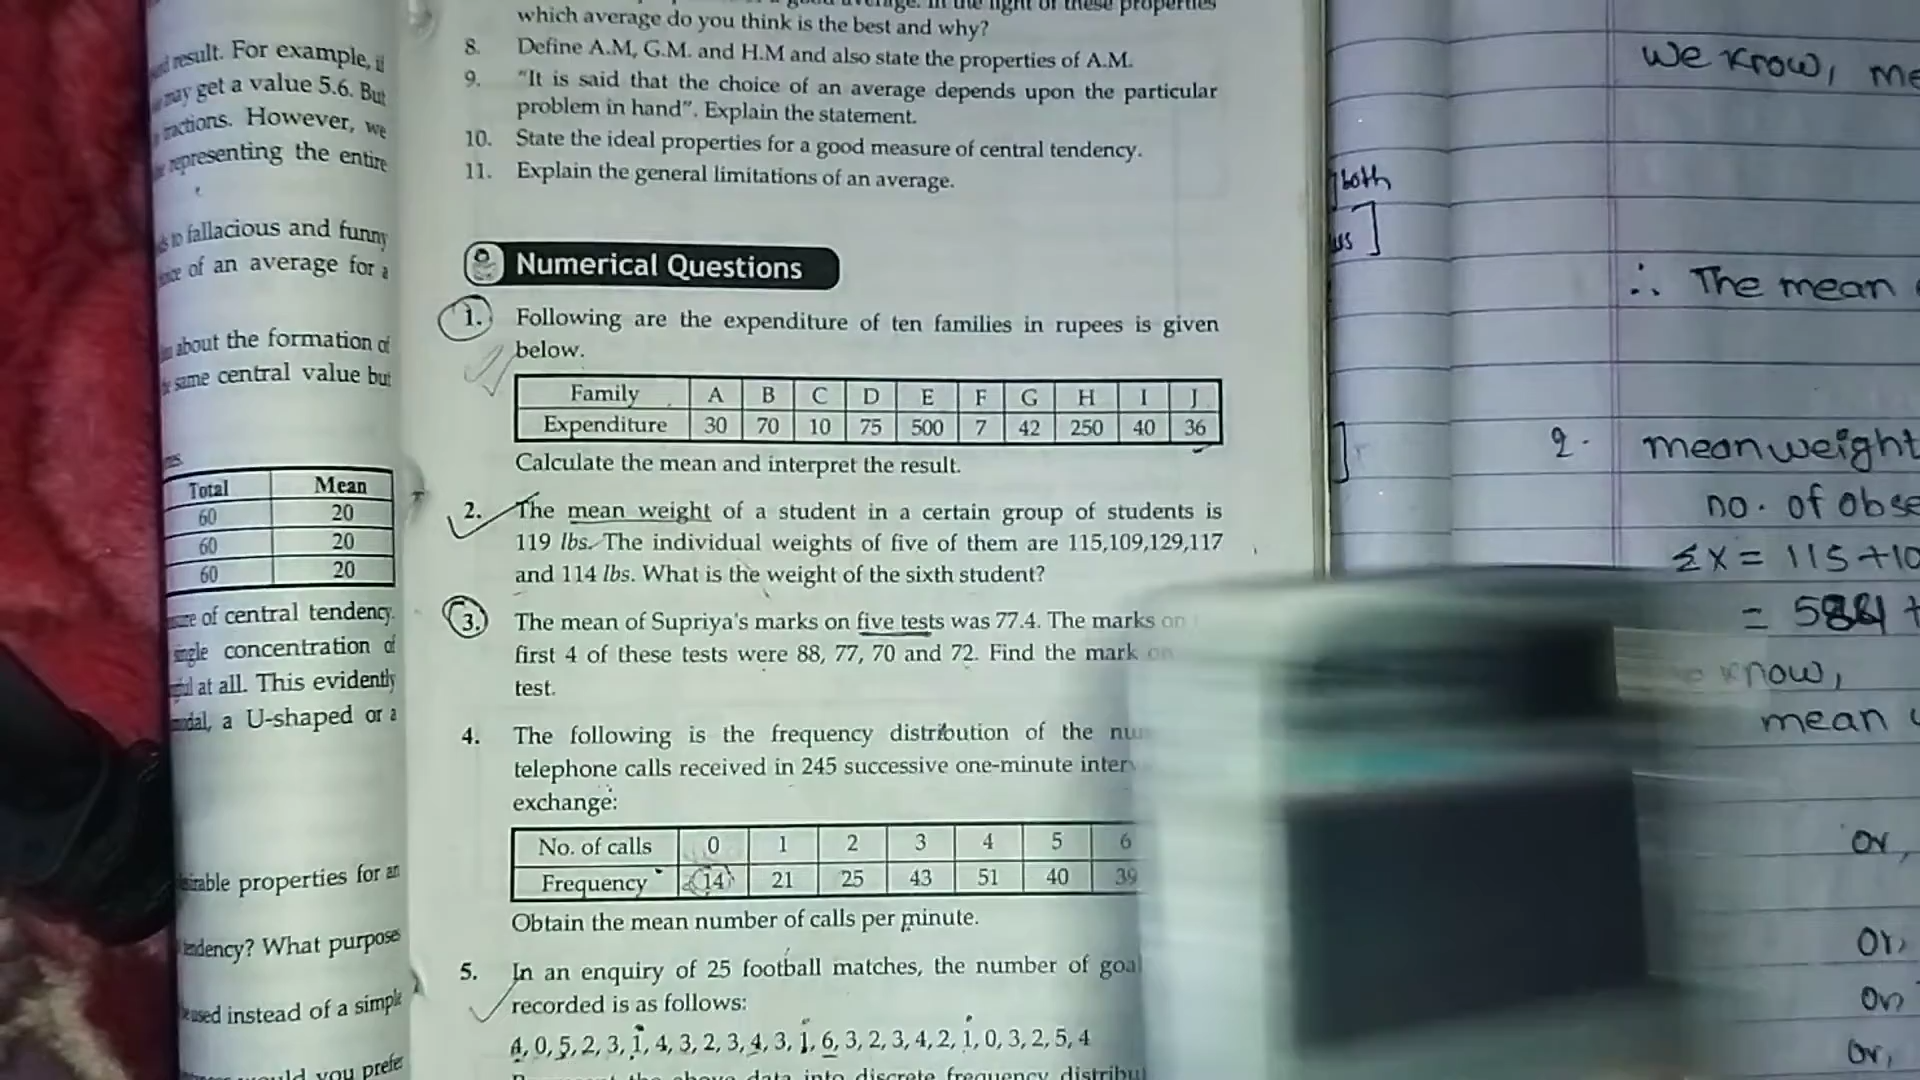 result. For example, if
may get a value 5.6. But
However, we
representing the entire
to fallacious and funny
of an average for a
about the formation of
same central value but
Total Mean
60 20
60 20
60 20
of central tendency.
single concentration of
at all. This evidently
a U-shaped or a
properties for an
tendency? What purposes
used instead of a simple
would you prefer
which average do you think is the best and why?
8. Define A.M, G.M. and H.M and also state the properties of A.M.
9. "It is said that the choice of an average depends upon the particular
problem in hand". Explain the statement.
10. State the ideal properties for a good measure of central tendency.
11. Explain the general limitations of an average.
Numerical Questions
1. Following are the expenditure of ten families in rupees is given
below.
Family A B C D E F G H I J
Expenditure 30 70 10 75 500 7 42 250 40 36
Calculate the mean and interpret the result.
2. The mean weight of a student in a certain group of students is
119 lbs. The individual weights of five of them are 115,109,129,117
and 114 lbs. What is the weight of the sixth student?
3. The mean of Supriya's marks on five tests was 77.4. The marks on
first 4 of these tests were 88, 77, 70 and 72. Find the mark on
test.
4. The following is the frequency distribution of the
telephone calls received in 245 successive one-minute
exchange:
No. of calls 0 1 2 3 4 5 6
Frequency 14 21 25 43 51 40 39
Obtain the mean number of calls per minute.
5. In an enquiry of 25 football matches, the number of
recorded is as follows:
4, 0, 5, 2, 3, 1, 4, 3, 2, 3, 4, 3, 1, 6, 3, 2, 3, 4, 2, 1, 0, 3, 2, 5, 4
the above data into discrete frequency
both
]
]
we know,
∴ The mean
2. mean weight
no. of
Σx = 115 +
know,
mean
or,
or,
or,
or,